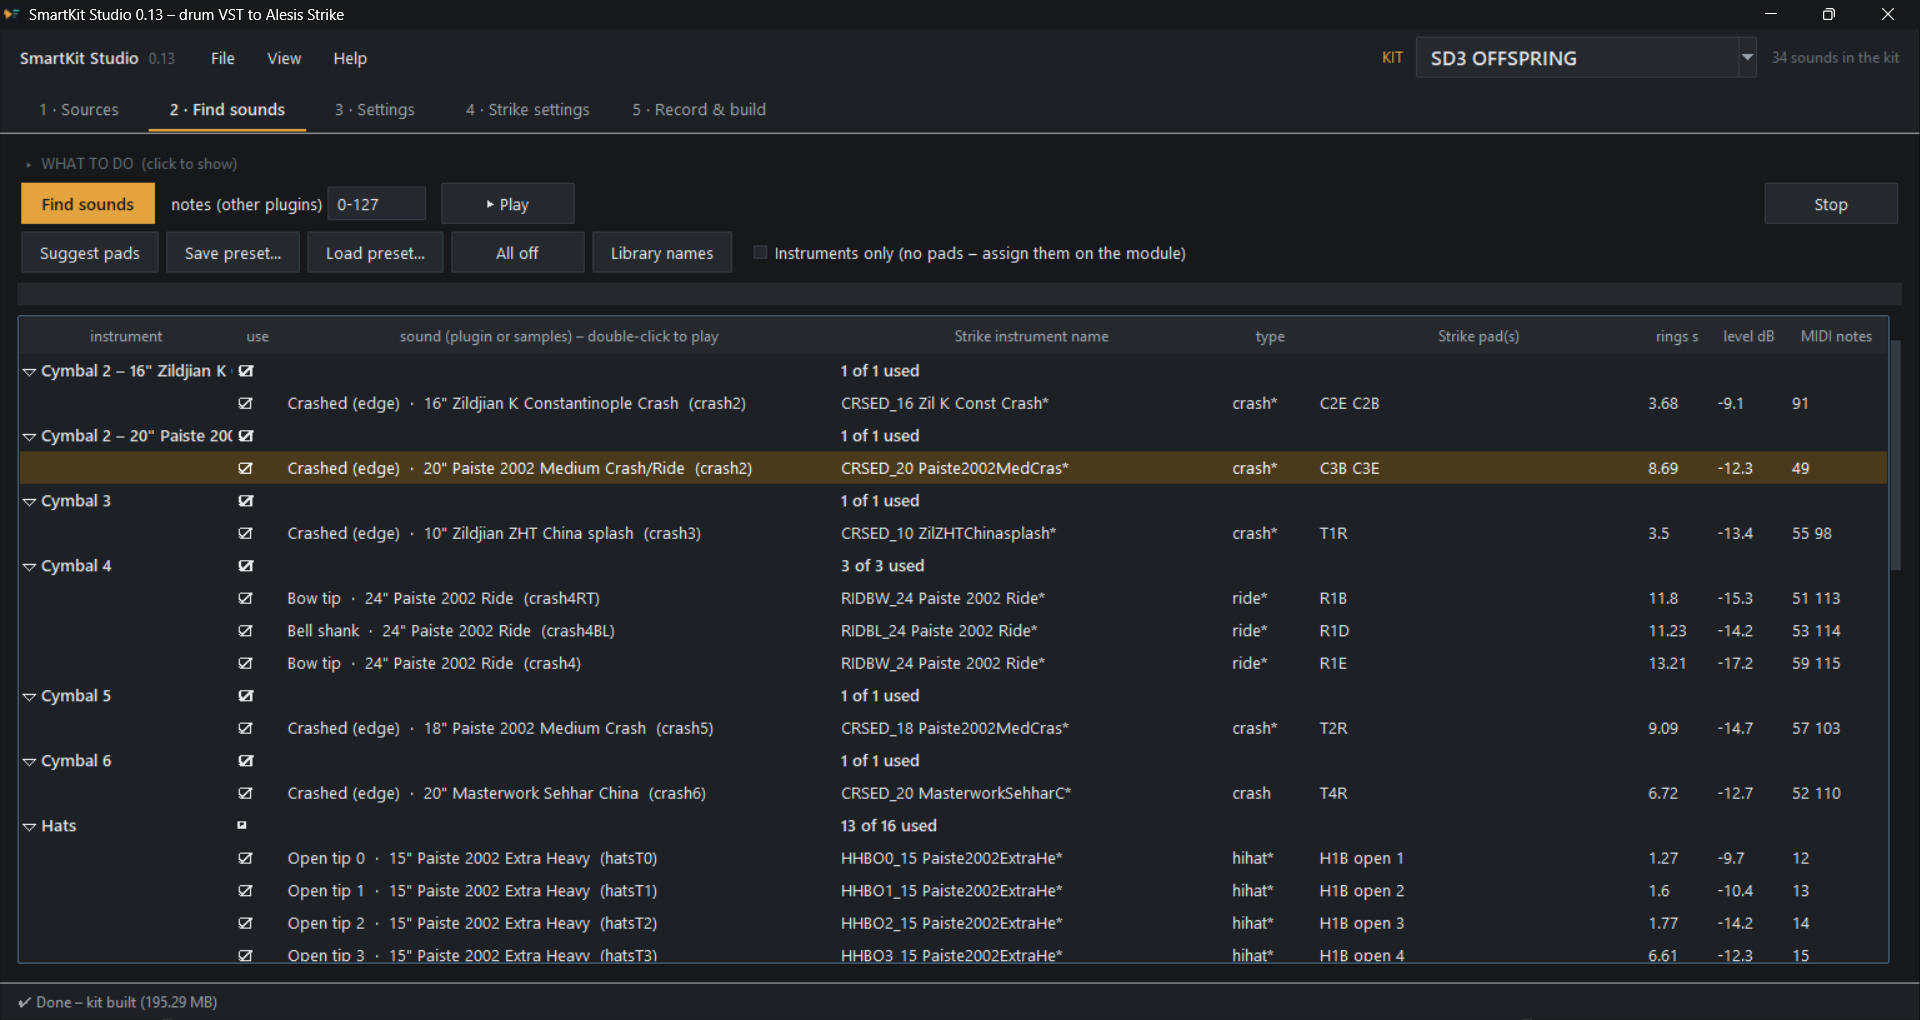 SmartKit Studio 0.13 – drum VST to Alesis Strike
SmartKit Studio 0.13 File View Help KIT SD3 OFFSPRING 34 sounds in the kit
1 · Sources 2 · Find sounds 3 · Settings 4 · Strike settings 5 · Record & build
WHAT TO DO (click to show)
Find sounds notes (other plugins) 0-127 Play Stop
Suggest pads Save preset... Load preset... All off Library names Instruments only (no pads – assign them on the module)
instrument use sound (plugin or samples) – double-click to play Strike instrument name type Strike pad(s) rings s level dB MIDI notes
Cymbal 2 – 16" Zildjian K 1 of 1 used
Crashed (edge) · 16" Zildjian K Constantinople Crash (crash2) CRSED_16 Zil K Const Crash* crash* C2E C2B 3.68 -9.1 91
Cymbal 2 – 20" Paiste 200 1 of 1 used
Crashed (edge) · 20" Paiste 2002 Medium Crash/Ride (crash2) CRSED_20 Paiste2002MedCras* crash* C3B C3E 8.69 -12.3 49
Cymbal 3 1 of 1 used
Crashed (edge) · 10" Zildjian ZHT China splash (crash3) CRSED_10 ZilZHTChinasplash* crash* T1R 3.5 -13.4 55 98
Cymbal 4 3 of 3 used
Bow tip · 24" Paiste 2002 Ride (crash4RT) RIDBW_24 Paiste 2002 Ride* ride* R1B 11.8 -15.3 51 113
Bell shank · 24" Paiste 2002 Ride (crash4BL) RIDBL_24 Paiste 2002 Ride* ride* R1D 11.23 -14.2 53 114
Bow tip · 24" Paiste 2002 Ride (crash4) RIDBW_24 Paiste 2002 Ride* ride* R1E 13.21 -17.2 59 115
Cymbal 5 1 of 1 used
Crashed (edge) · 18" Paiste 2002 Medium Crash (crash5) CRSED_18 Paiste2002MedCras* crash* T2R 9.09 -14.7 57 103
Cymbal 6 1 of 1 used
Crashed (edge) · 20" Masterwork Sehhar China (crash6) CRSED_20 MasterworkSehharC* crash T4R 6.72 -12.7 52 110
Hats 13 of 16 used
Open tip 0 · 15" Paiste 2002 Extra Heavy (hatsT0) HHBO0_15 Paiste2002ExtraHe* hihat* H1B open 1 1.27 -9.7 12
Open tip 1 · 15" Paiste 2002 Extra Heavy (hatsT1) HHBO1_15 Paiste2002ExtraHe* hihat* H1B open 2 1.6 -10.4 13
Open tip 2 · 15" Paiste 2002 Extra Heavy (hatsT2) HHBO2_15 Paiste2002ExtraHe* hihat* H1B open 3 1.77 -14.2 14
Open tip 3 · 15" Paiste 2002 Extra Heavy (hatsT3) HHBO3_15 Paiste2002ExtraHe* hihat* H1B open 4 6.61 -12.3 15
Done – kit built (195.29 MB)